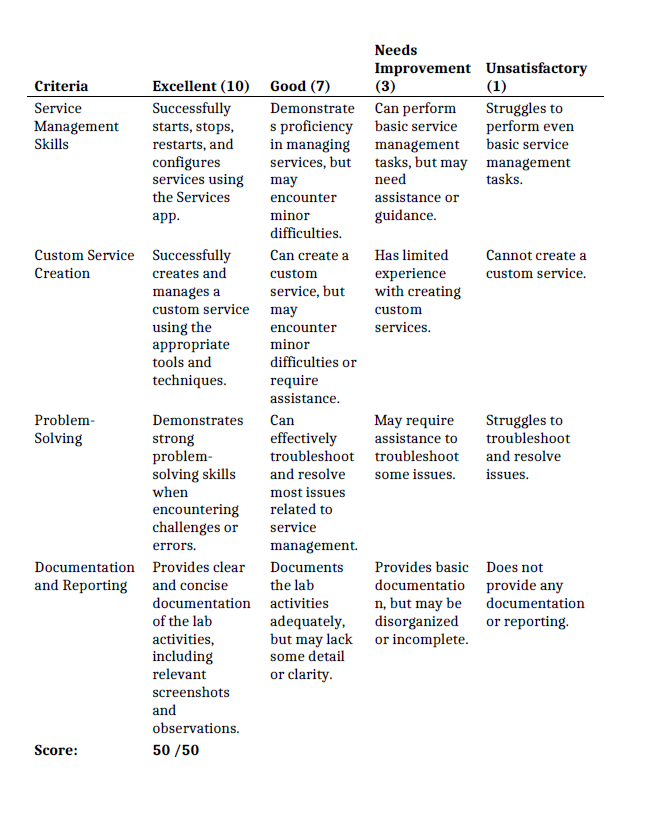 Criteria Excellent (10) Good (7) Needs Improvement (3) Unsatisfactory (1)
Service Management Skills
Successfully starts, stops, restarts, and configures services using the Services app.
Demonstrates proficiency in managing services, but may encounter minor difficulties.
Can perform basic service management tasks, but may need assistance or guidance.
Struggles to perform even basic service management tasks.
Custom Service Creation
Successfully creates and manages a custom service using the appropriate tools and techniques.
Can create a custom service, but may encounter minor difficulties or require assistance.
Has limited experience with creating custom services.
Cannot create a custom service.
Problem-Solving
Demonstrates strong problem-solving skills when encountering challenges or errors.
Can effectively troubleshoot and resolve most issues related to service management.
May require assistance to troubleshoot some issues.
Struggles to troubleshoot and resolve issues.
Documentation and Reporting
Provides clear and concise documentation of the lab activities, including relevant screenshots and observations.
Documents the lab activities adequately, but may lack some detail or clarity.
Provides basic documentation, but may be disorganized or incomplete.
Does not provide any documentation or reporting.
Score: 50 /50